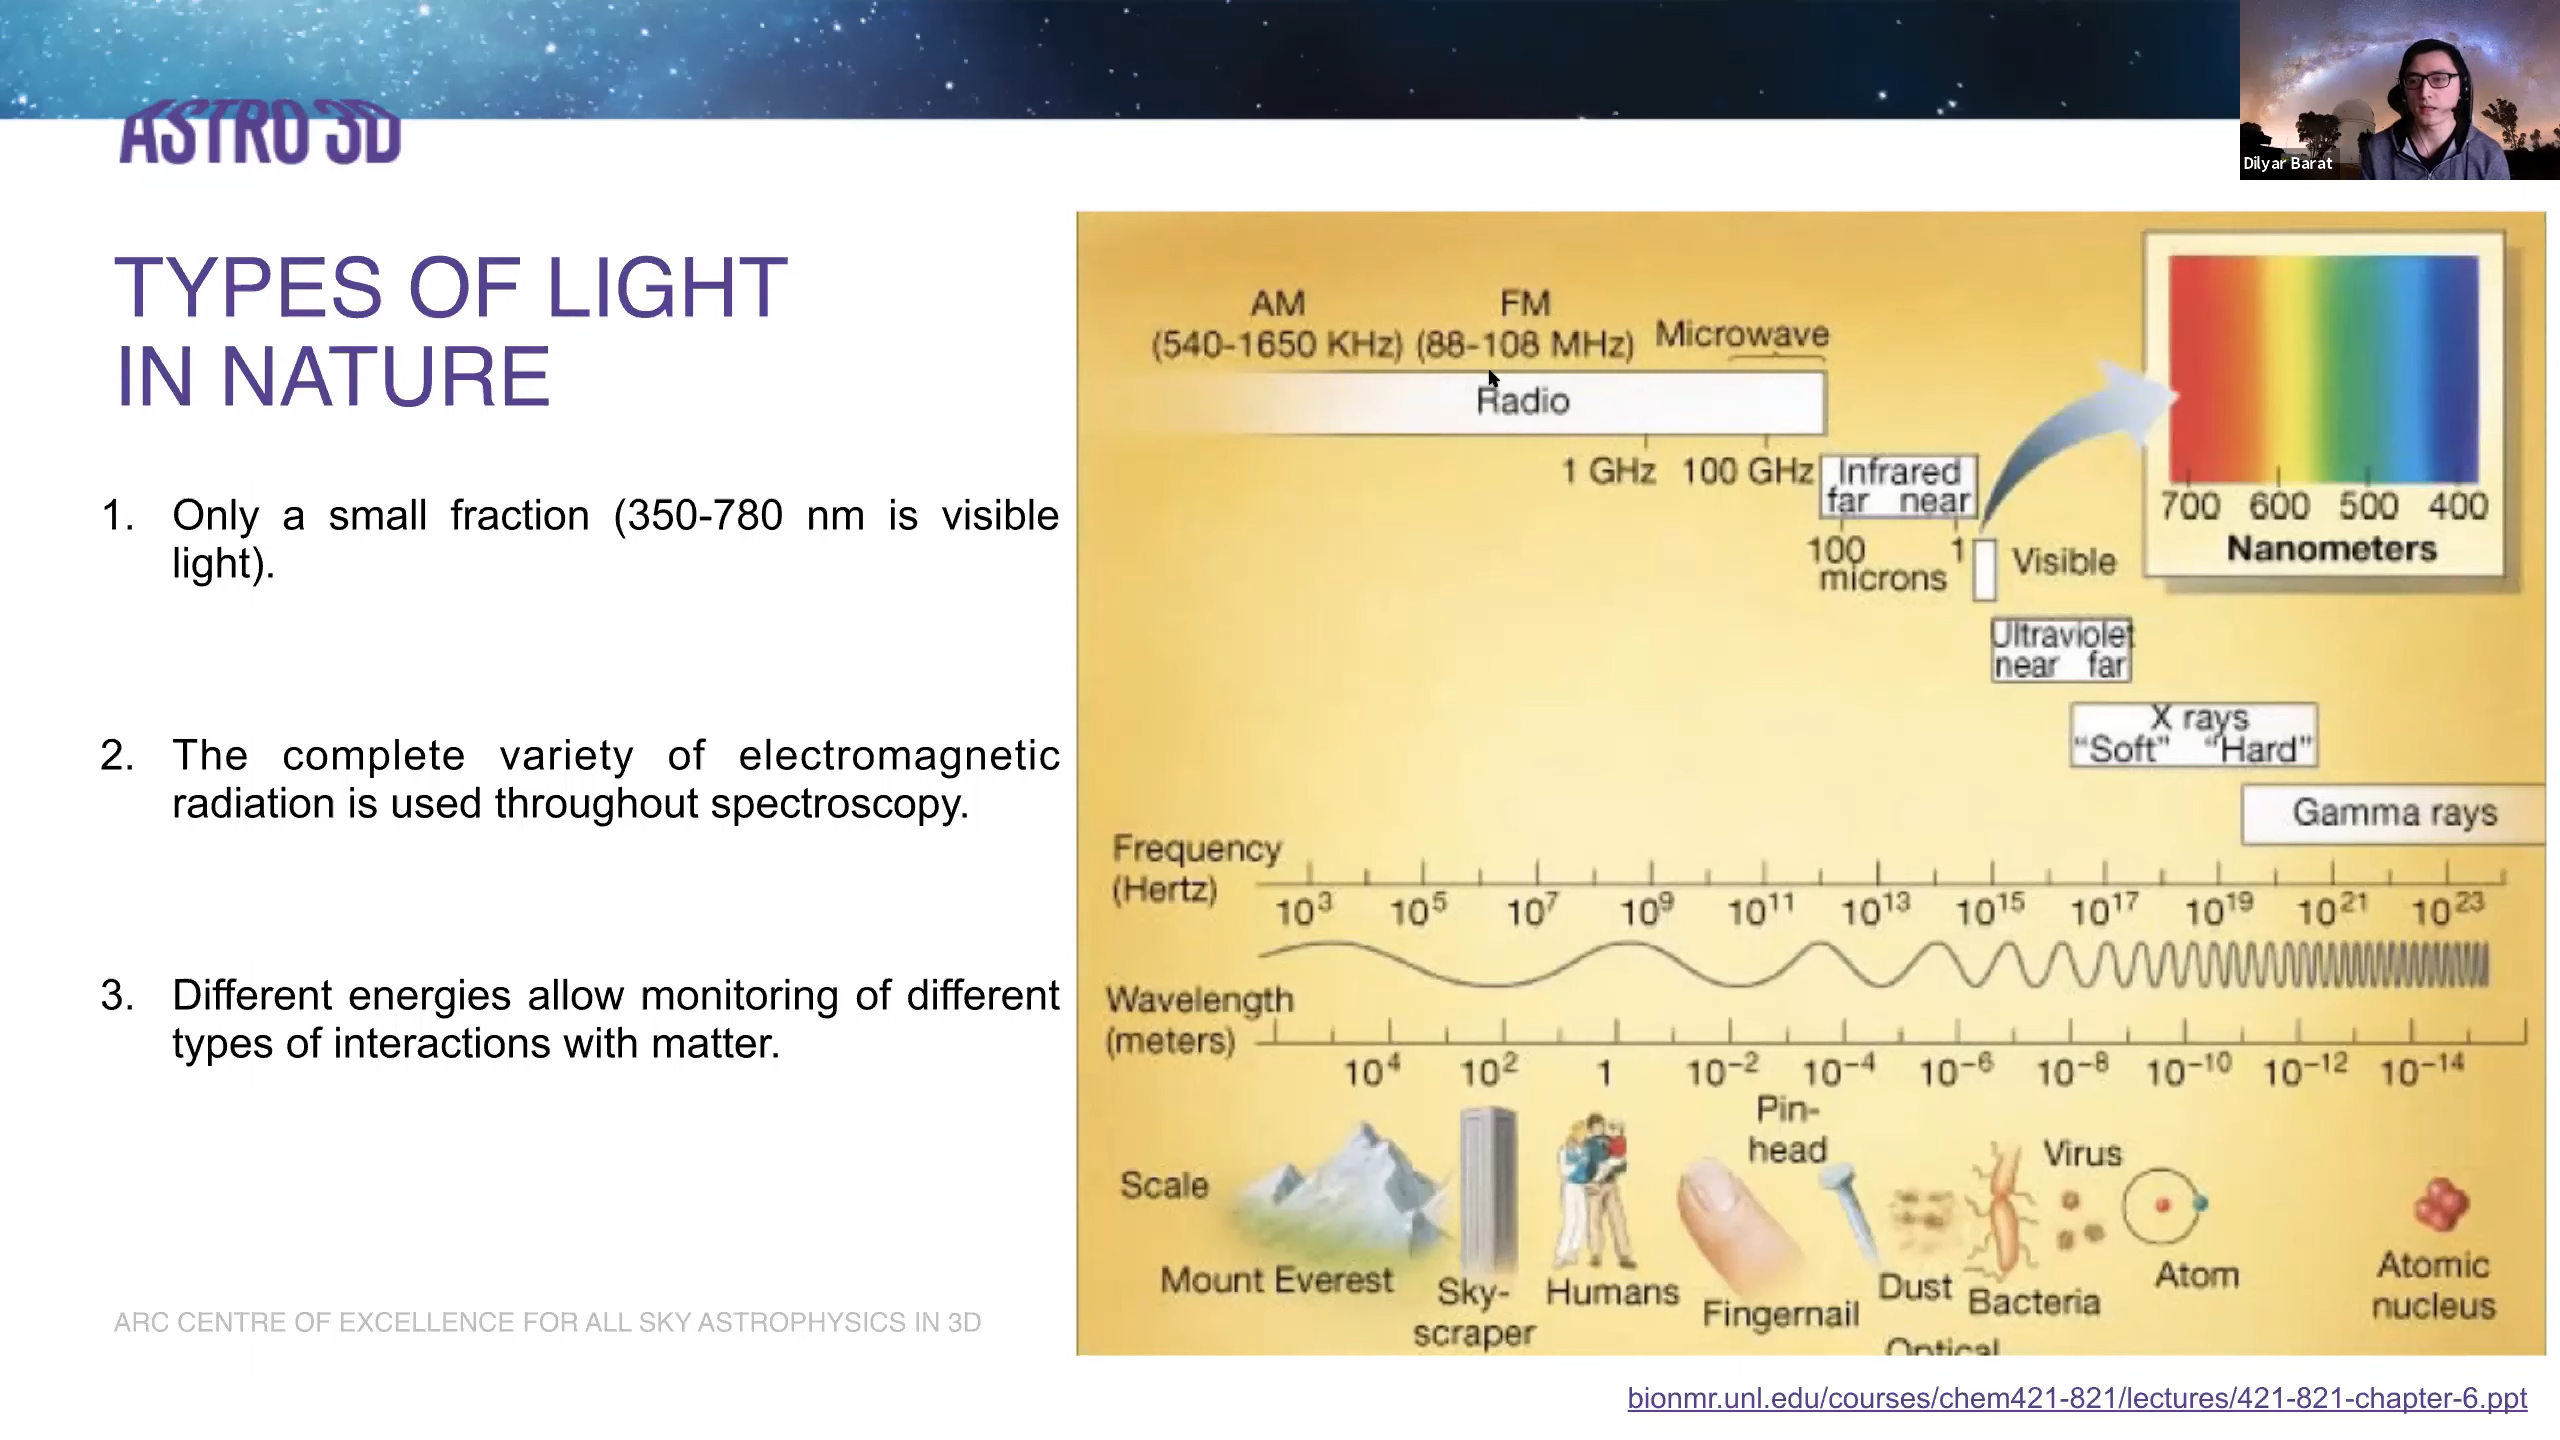 ASTRO 3D
Dilyar Barat
TYPES OF LIGHT
IN NATURE
1. Only a small fraction (350-780 nm is visible
light).
2. The complete variety of electromagnetic
radiation is used throughout spectroscopy.
3. Different energies allow monitoring of different
types of interactions with matter.
ARC CENTRE OF EXCELLENCE FOR ALL SKY ASTROPHYSICS IN 3D
AM FM
(540-1650 KHz) (88-108 MHz) Microwave
Radio
1 GHz 100 GHz
Infrared
far near
100 1
microns
Visible
700 600 500 400
Nanometers
Ultraviolet
near far
X rays
"Soft" "Hard"
Gamma rays
Frequency
(Hertz)
10³ 10⁵ 10⁷ 10⁹ 10¹¹ 10¹³ 10¹⁵ 10¹⁷ 10¹⁹ 10²¹ 10²³
Wavelength
(meters)
10⁴ 10² 1 10⁻² 10⁻⁴ 10⁻⁶ 10⁻⁸ 10⁻¹⁰ 10⁻¹² 10⁻¹⁴
Scale
Mount Everest
Sky-
scraper
Humans
Fingernail
Pin-
head
Dust
Bacteria
Virus
Atom
Atomic
nucleus
Optical
bionmr.unl.edu/courses/chem421-821/lectures/421-821-chapter-6.ppt